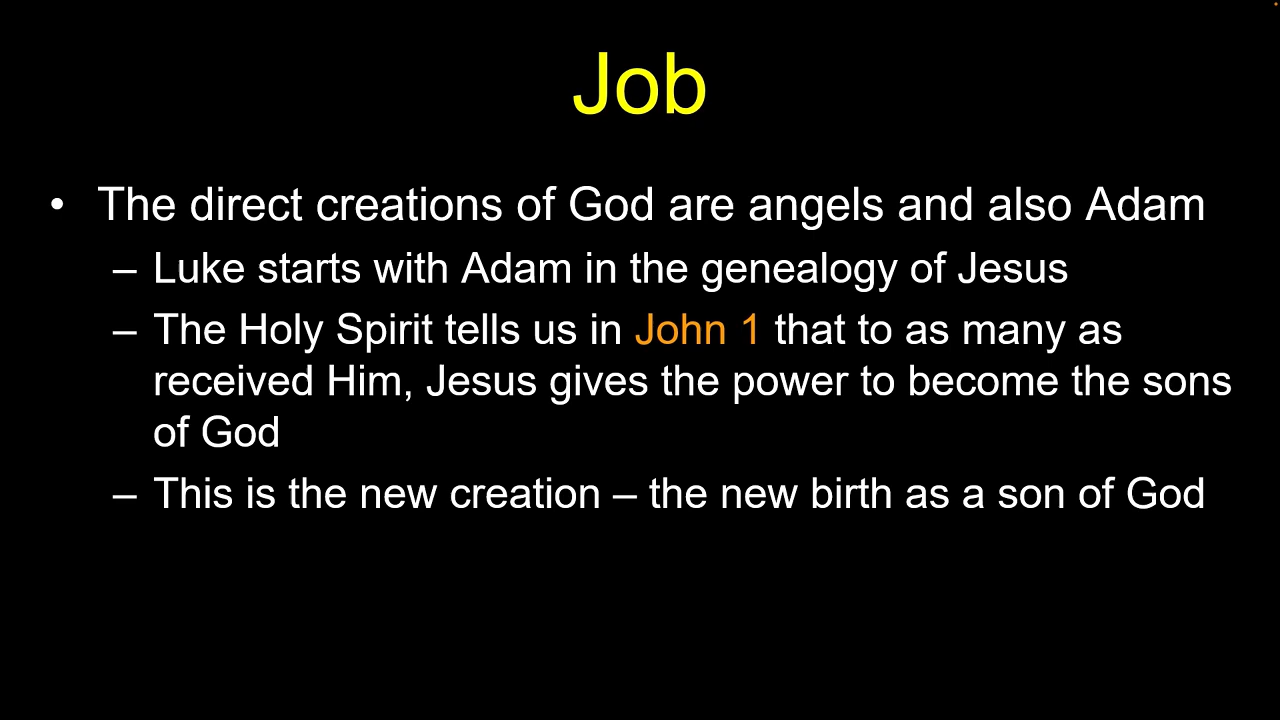 Job
• The direct creations of God are angels and also Adam
– Luke starts with Adam in the genealogy of Jesus
– The Holy Spirit tells us in John 1 that to as many as
received Him, Jesus gives the power to become the sons
of God
– This is the new creation – the new birth as a son of God